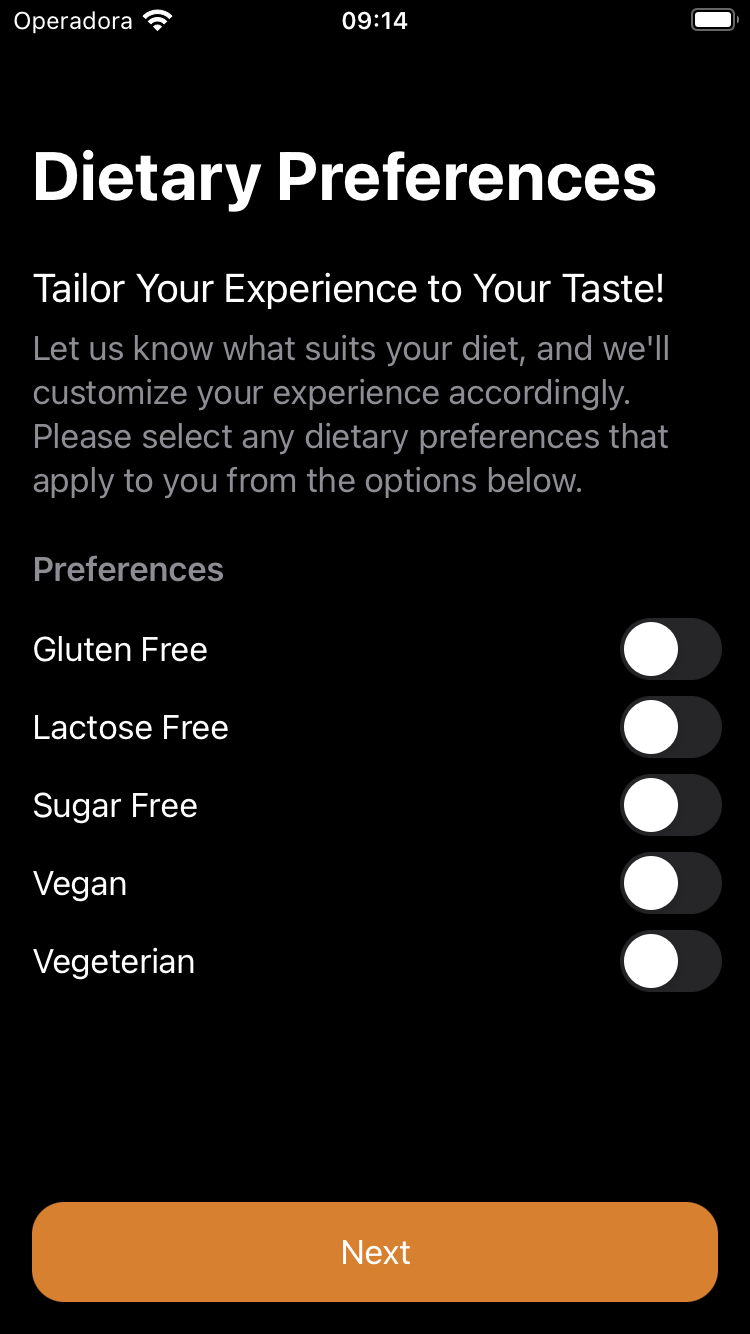 Operadora 09:14
Dietary Preferences
Tailor Your Experience to Your Taste!
Let us know what suits your diet, and we'll
customize your experience accordingly.
Please select any dietary preferences that
apply to you from the options below.
Preferences
Gluten Free
Lactose Free
Sugar Free
Vegan
Vegeterian
Next